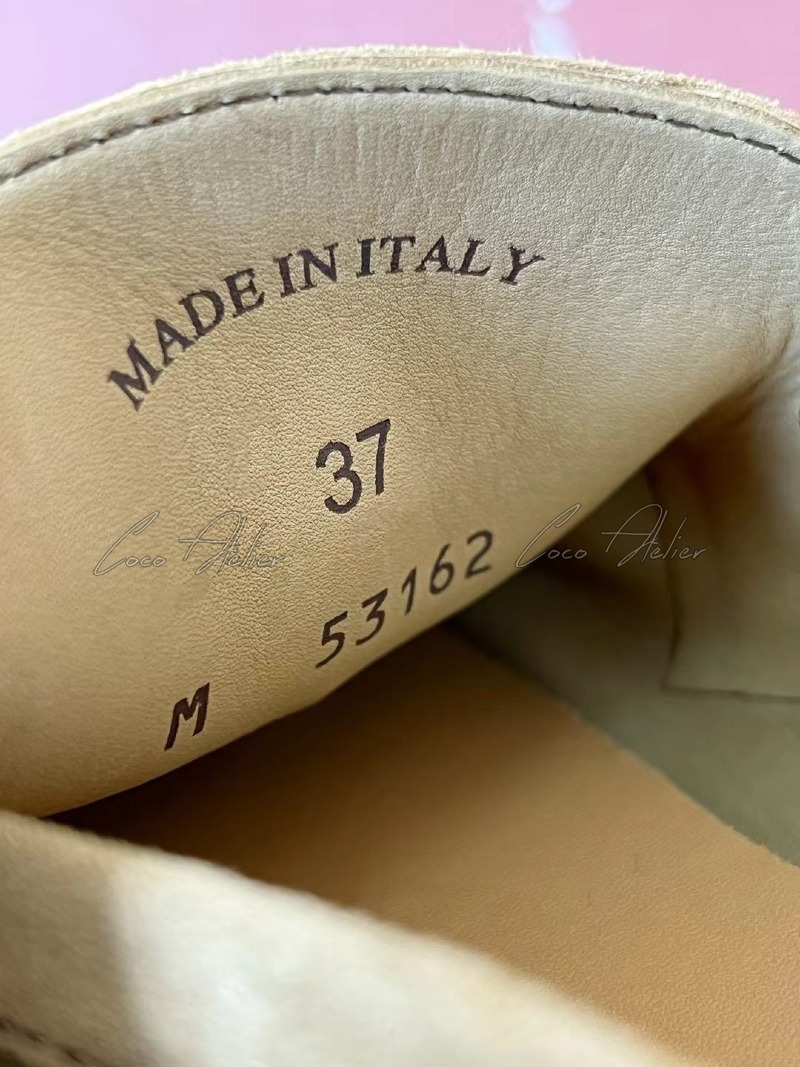 MADE IN ITALY
37
Coco Atelier Coco Atelier
53162
M